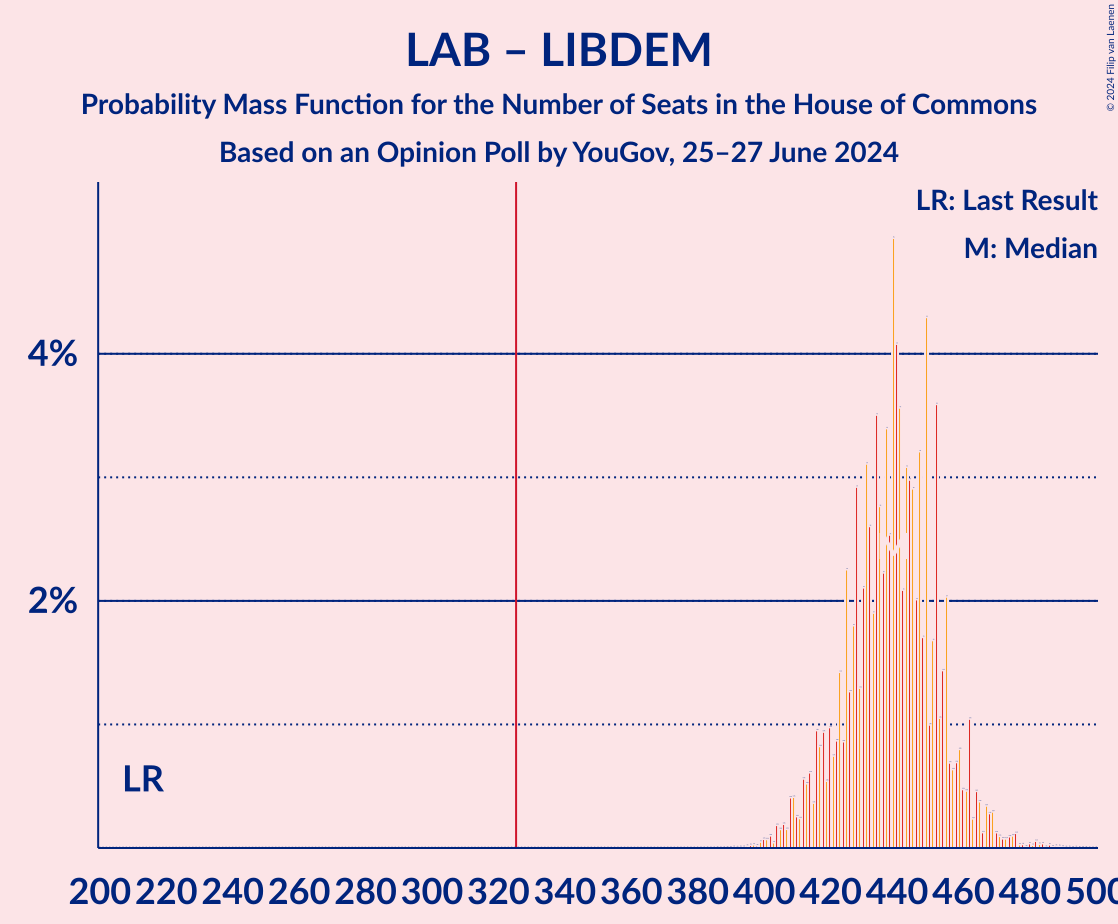 LAB – LIBDEM
Probability Mass Function for the Number of Seats in the House of Commons
Based on an Opinion Poll by YouGov, 25–27 June 2024
© 2024 Filip van Laenen
LR: Last Result
M: Median
4%
2%
LR
M
200 220 240 260 280 300 320 340 360 380 400 420 440 460 480 500